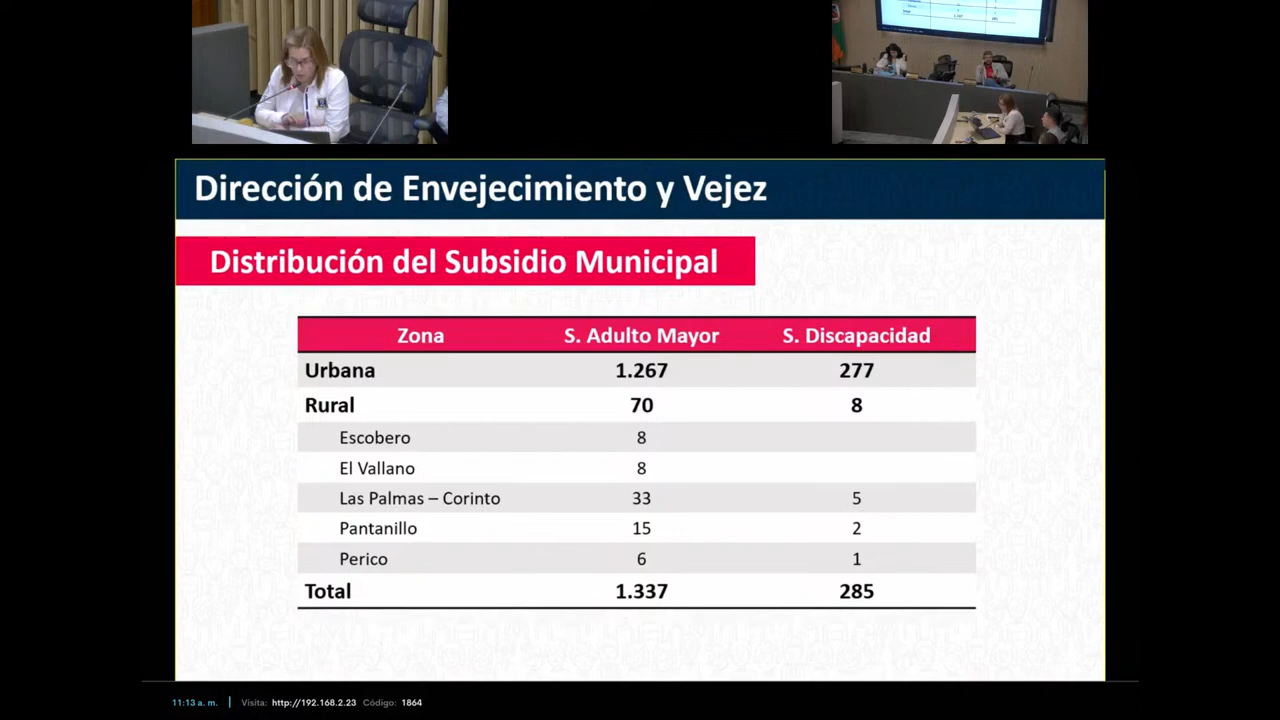 Dirección de Envejecimiento y Vejez
Distribución del Subsidio Municipal
Zona S. Adulto Mayor S. Discapacidad
Urbana 1.267 277
Rural 70 8
Escobero 8
El Vallano 8
Las Palmas – Corinto 33 5
Pantanillo 15 2
Perico 6 1
Total 1.337 285
11:13 a. m. | Visita: http://192.168.2.23 Código: 1864